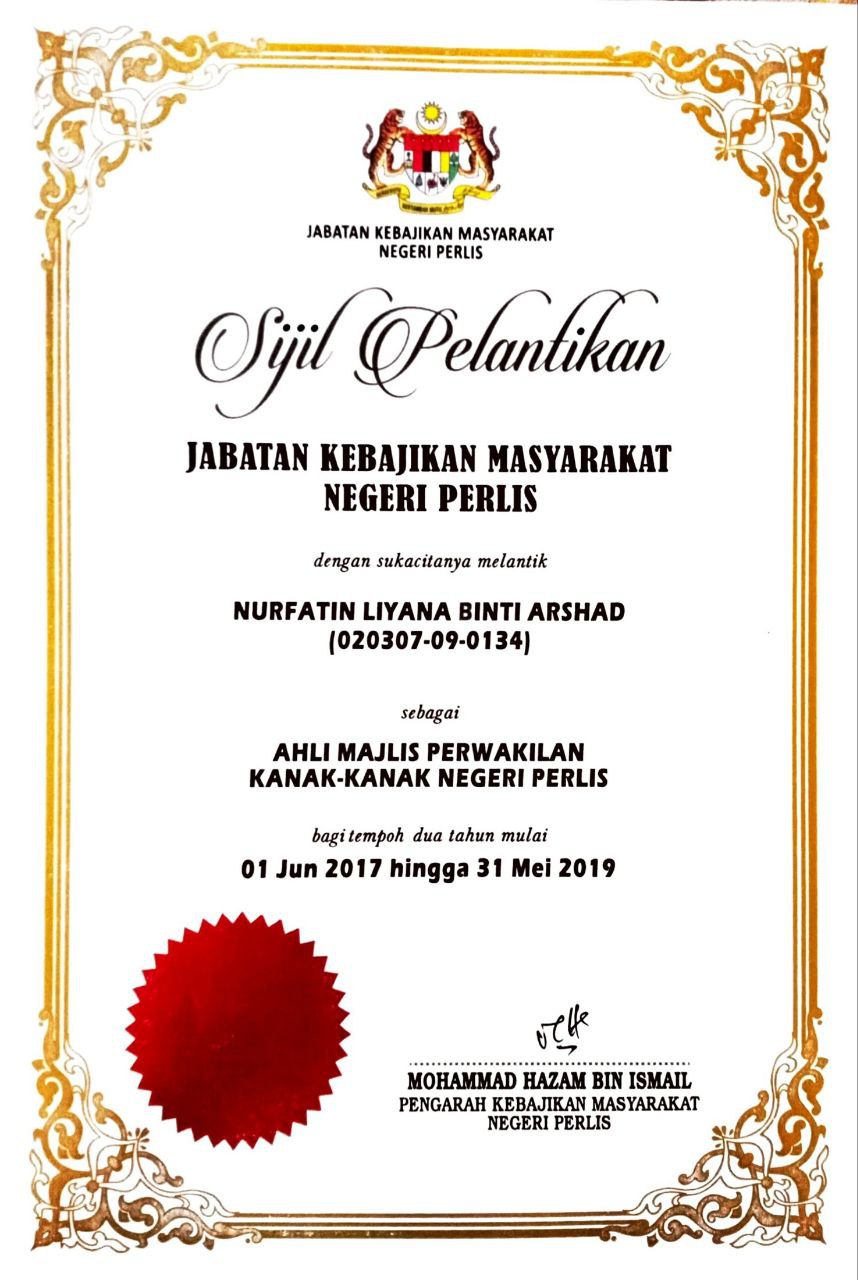 JABATAN KEBAJIKAN MASYARAKAT
NEGERI PERLIS
Sijil Pelantikan
JABATAN KEBAJIKAN MASYARAKAT
NEGERI PERLIS
dengan sukacitanya melantik
NURFATIN LIYANA BINTI ARSHAD
(020307-09-0134)
sebagai
AHLI MAJLIS PERWAKILAN
KANAK-KANAK NEGERI PERLIS
bagi tempoh dua tahun mulai
01 Jun 2017 hingga 31 Mei 2019
MOHAMMAD HAZAM BIN ISMAIL
PENGARAH KEBAJIKAN MASYARAKAT
NEGERI PERLIS